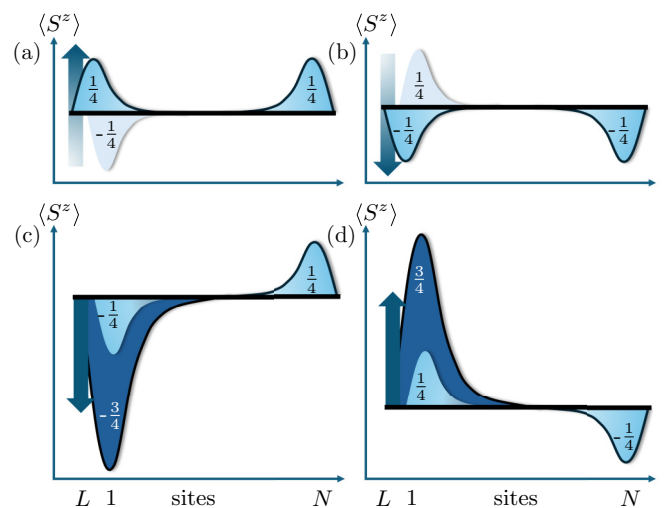 ⟨S^z⟩ ⟨S^z⟩
(a) (b)
1/4 1/4 1/4
-1/4 -1/4 -1/4
⟨S^z⟩ ⟨S^z⟩
(c) (d)
1/4 3/4
-1/4
1/4
-3/4 -1/4
L 1 sites N L 1 sites N